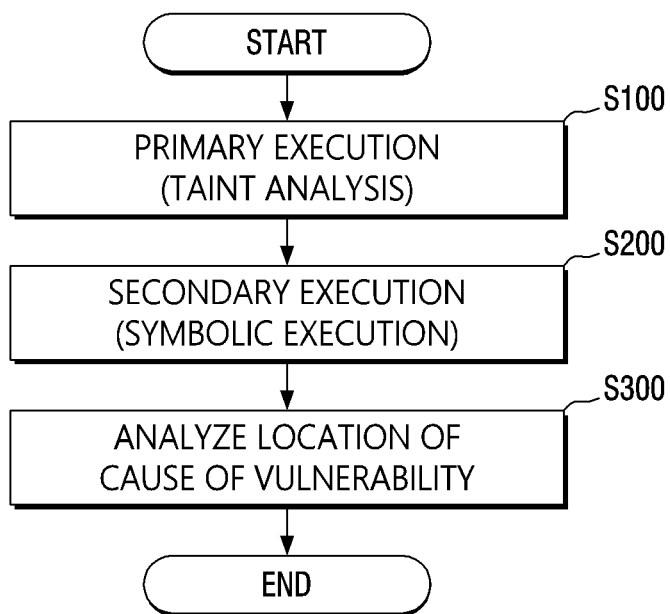 START
S100
PRIMARY EXECUTION
(TAINT ANALYSIS)
S200
SECONDARY EXECUTION
(SYMBOLIC EXECUTION)
S300
ANALYZE LOCATION OF
CAUSE OF VULNERABILITY
END